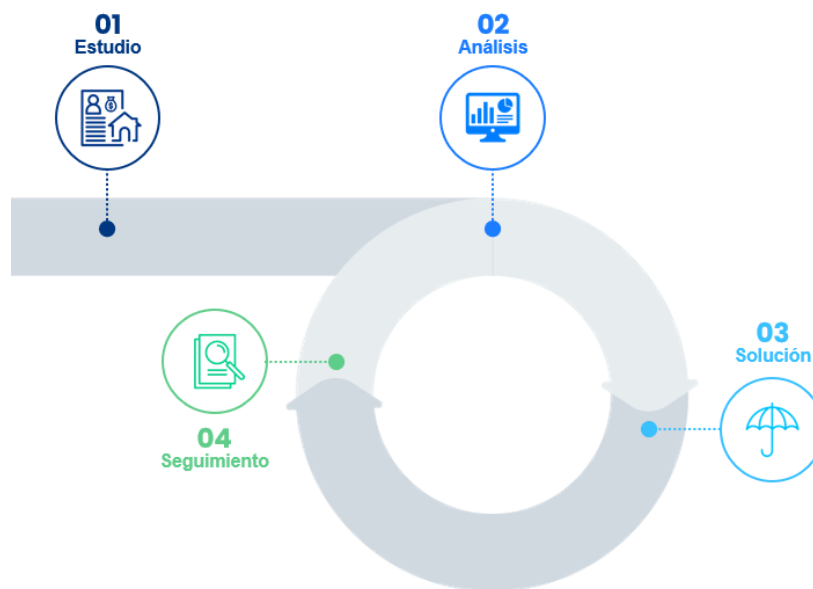 01
Estudio
02
Análisis
03
Solución
04
Seguimiento